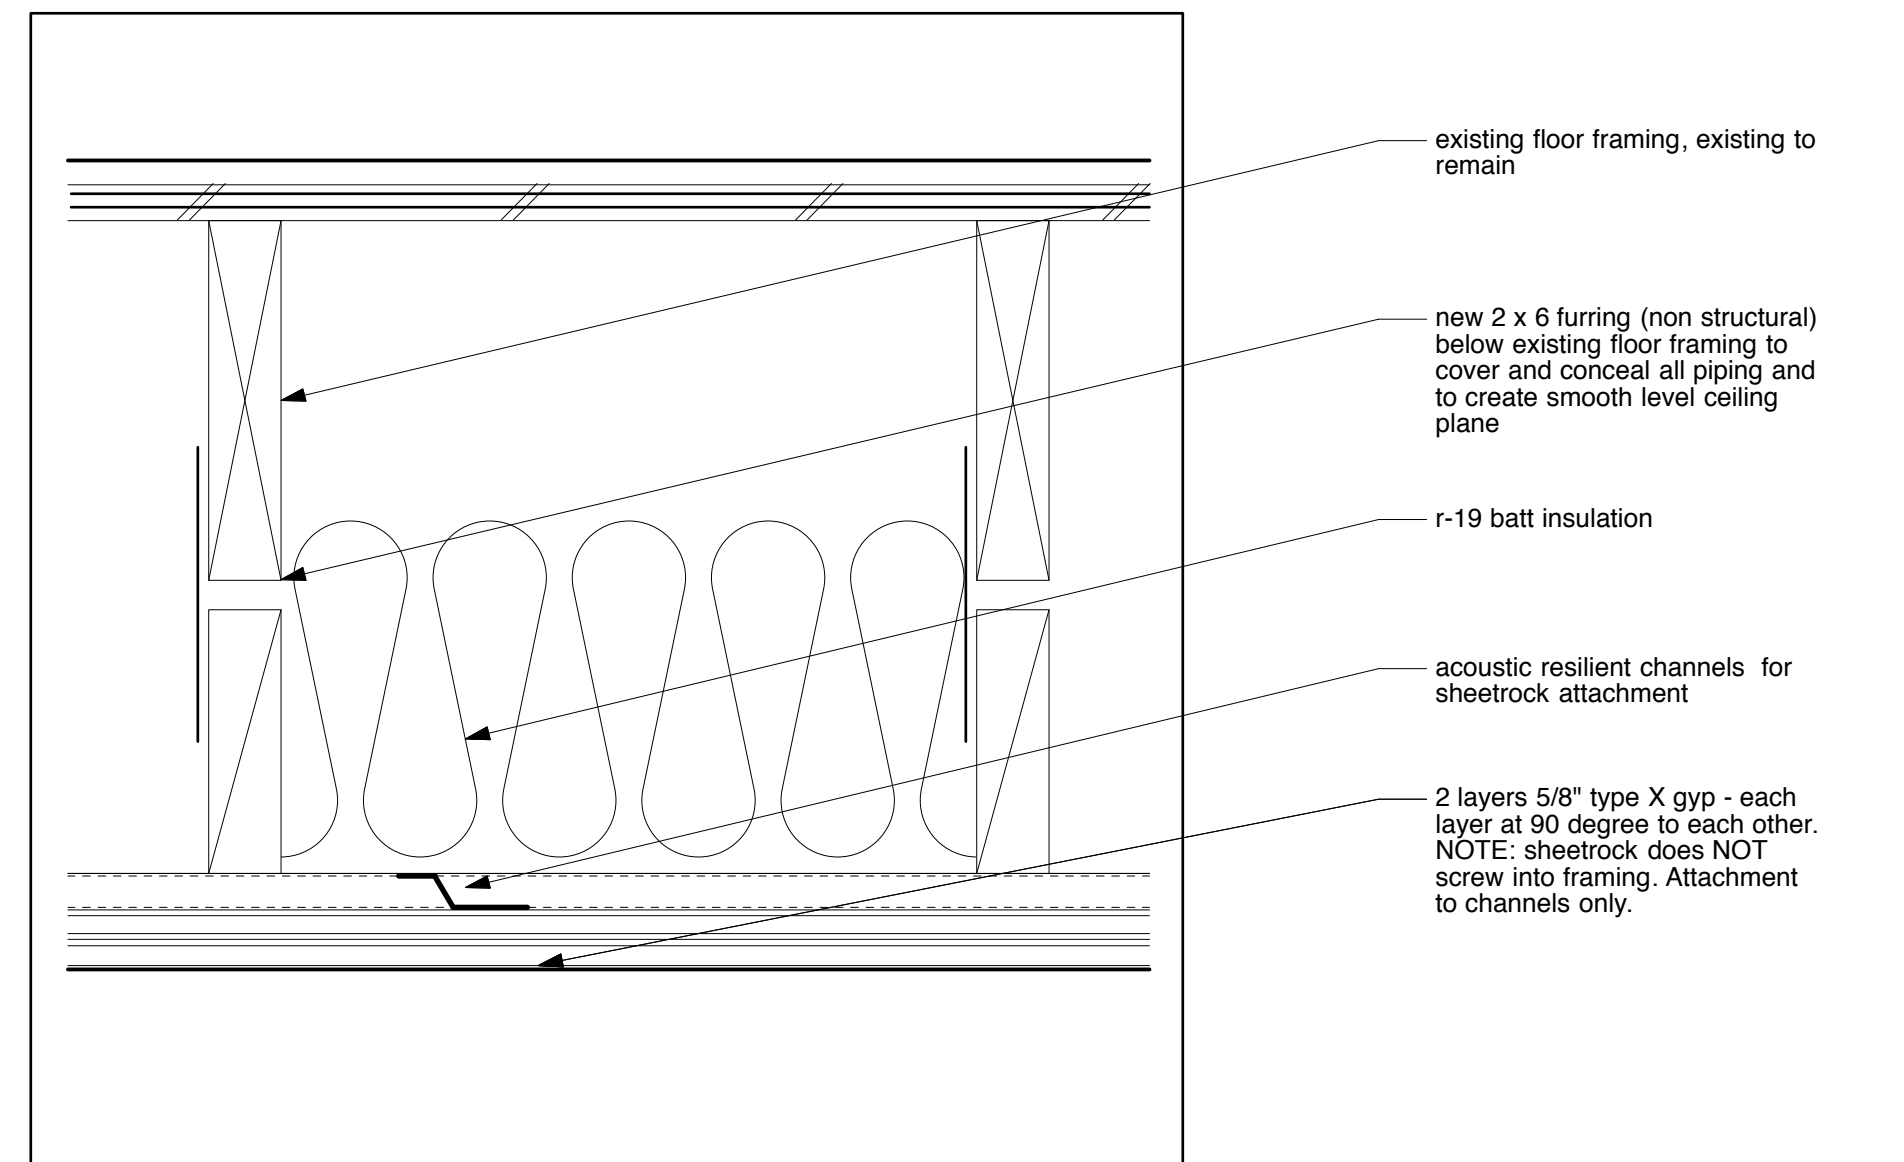 existing floor framing, existing to
remain
new 2 x 6 furring (non structural)
below existing floor framing to
cover and conceal all piping and
to create smooth level ceiling
plane
r-19 batt insulation
acoustic resilient channels  for
sheetrock attachment
2 layers 5/8" type X gyp - each
layer at 90 degree to each other.
NOTE: sheetrock does NOT
screw into framing. Attachment
to channels only.